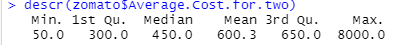 > descr(zomato$Average.Cost.for.two)
Min. 1st Qu. Median Mean 3rd Qu. Max.
50.0 300.0 450.0 600.3 650.0 8000.0